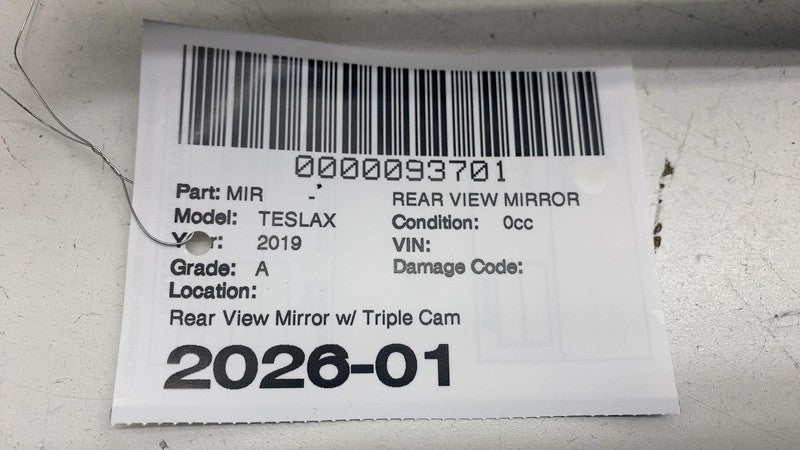 0000093701
Part: MIR - REAR VIEW MIRROR
Model: TESLAX Condition: 0cc
Year: 2019 VIN:
Grade: A Damage Code:
Location:
Rear View Mirror w/ Triple Cam
2026-01